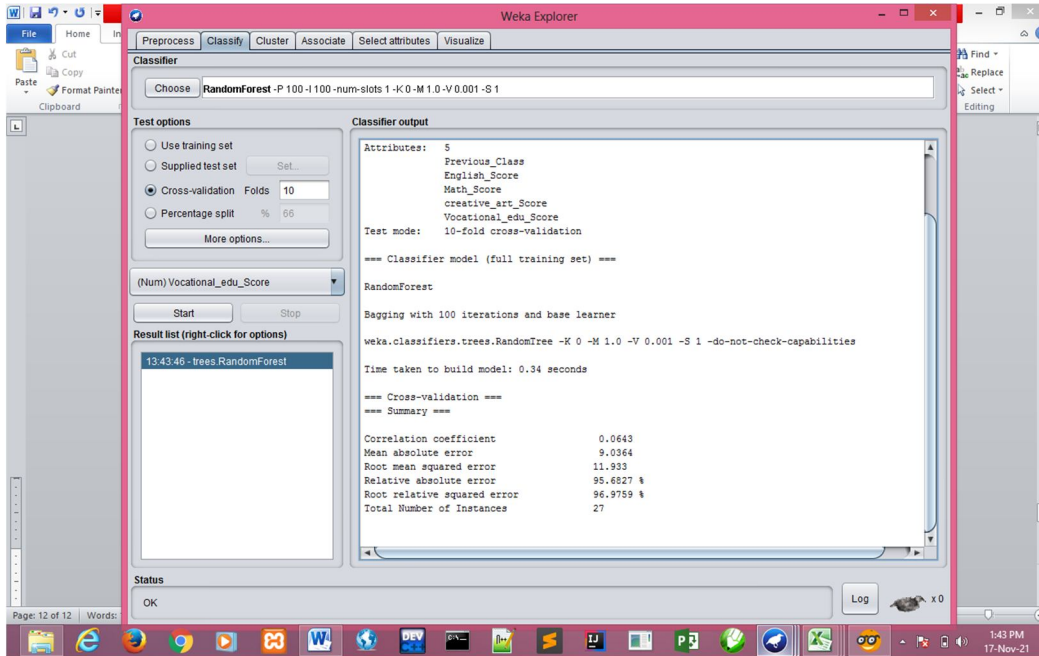 Weka Explorer
File Home In
Preprocess Classify Cluster Associate Select attributes Visualize
Cut
Copy
Paste
Format Painter
Clipboard
Find
Replace
Select
Editing
Classifier
Choose RandomForest -P 100 -I 100 -num-slots 1 -K 0 -M 1.0 -V 0.001 -S 1
Test options
Use training set
Supplied test set Set...
Cross-validation Folds 10
Percentage split % 66
More options...
(Num) Vocational_edu_Score
Start Stop
Result list (right-click for options)
13:43:46 - trees.RandomForest
Classifier output
Attributes: 5
Previous_Class
English_Score
Math_Score
creative_art_Score
Vocational_edu_Score
Test mode: 10-fold cross-validation
=== Classifier model (full training set) ===
RandomForest
Bagging with 100 iterations and base learner
weka.classifiers.trees.RandomTree -K 0 -M 1.0 -V 0.001 -S 1 -do-not-check-capabilities
Time taken to build model: 0.34 seconds
=== Cross-validation ===
=== Summary ===
Correlation coefficient 0.0643
Mean absolute error 9.0364
Root mean squared error 11.933
Relative absolute error 95.6827 %
Root relative squared error 96.9759 %
Total Number of Instances 27
Status
OK
Log x 0
Page: 12 of 12 Words:
DEV
1:43 PM
17-Nov-21